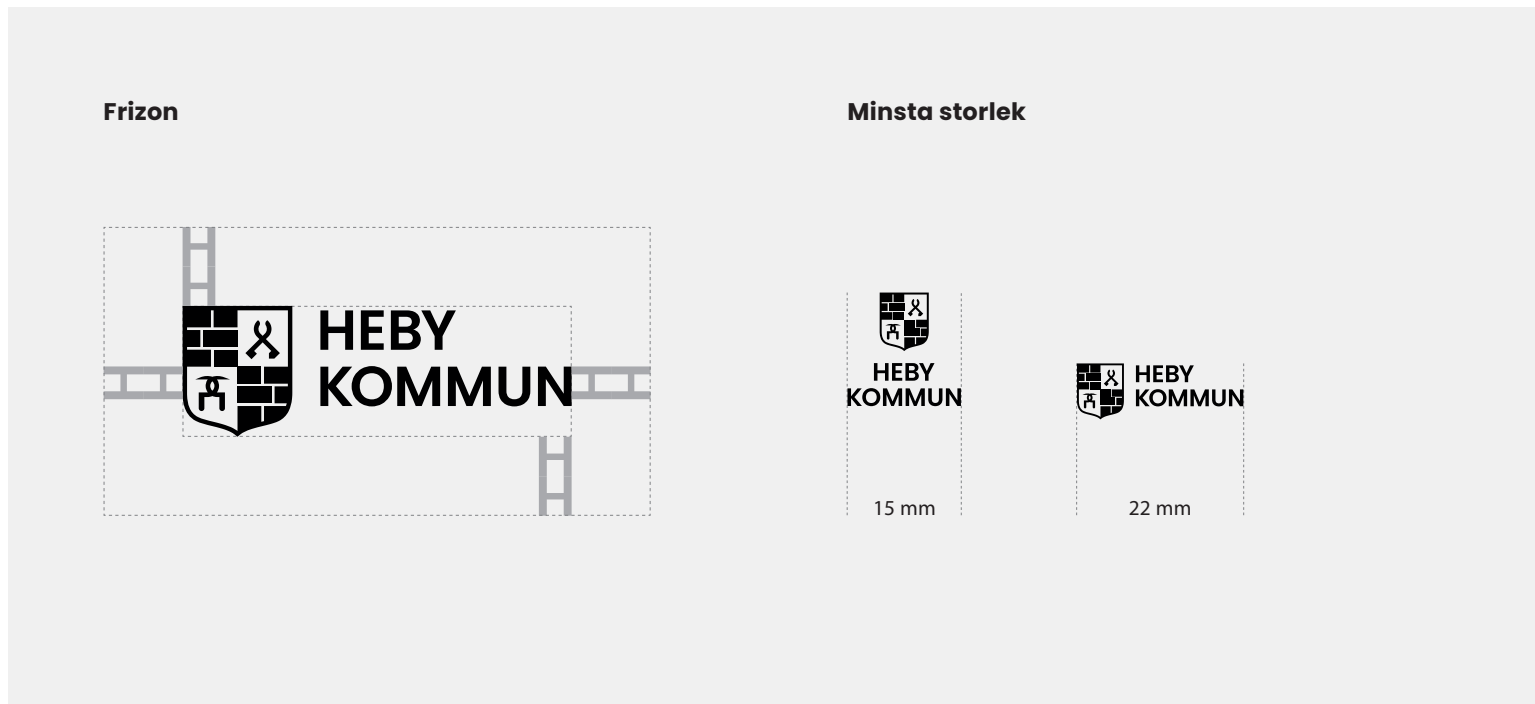 Frizon
HEBY
KOMMUN
Minsta storlek
HEBY
KOMMUN
15 mm
HEBY
KOMMUN
22 mm